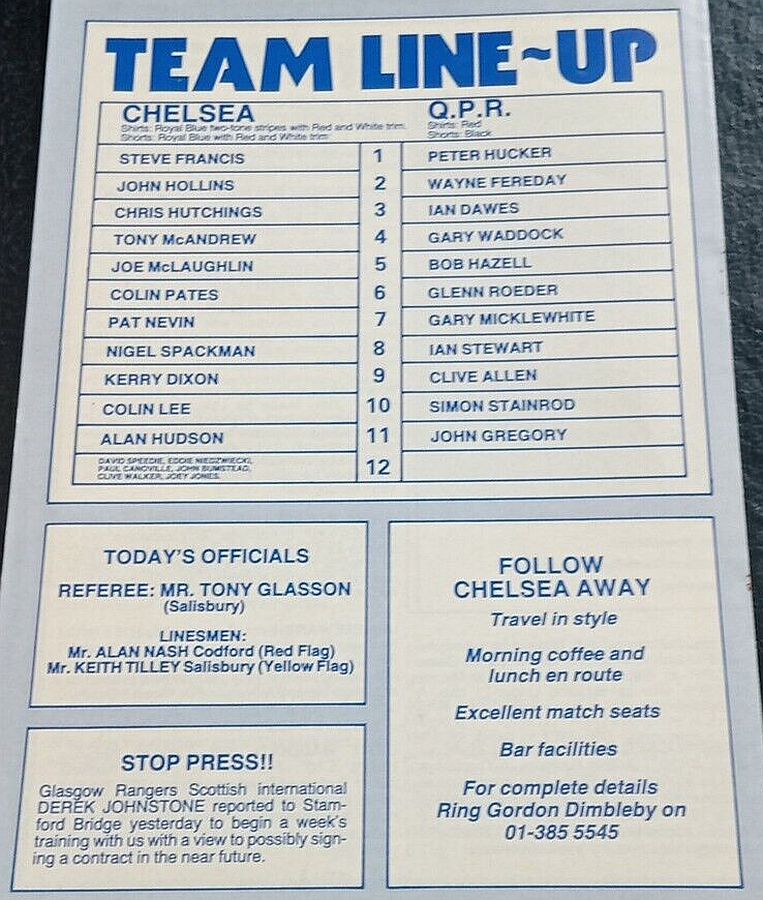 TEAM LINE~UP
CHELSEA
Shirts: Royal Blue two-tone stripes with Red and White trim
Shorts: Royal Blue with Red and White trim
Q.P.R.
Shirts: Red
Shorts: Black
STEVE FRANCIS 1 PETER HUCKER
JOHN HOLLINS 2 WAYNE FEREDAY
CHRIS HUTCHINGS 3 IAN DAWES
TONY McANDREW 4 GARY WADDOCK
JOE McLAUGHLIN 5 BOB HAZELL
COLIN PATES 6 GLENN ROEDER
PAT NEVIN 7 GARY MICKLEWHITE
NIGEL SPACKMAN 8 IAN STEWART
KERRY DIXON 9 CLIVE ALLEN
COLIN LEE 10 SIMON STAINROD
ALAN HUDSON 11 JOHN GREGORY
DAVID SPEEDIE, EDDIE NIEDZWIECKI,
PAUL CANOVILLE, JOHN BUMSTEAD,
CLIVE WALKER, JOEY JONES.
12
TODAY'S OFFICIALS
REFEREE: MR. TONY GLASSON
(Salisbury)
LINESMEN:
Mr. ALAN NASH Codford (Red Flag)
Mr. KEITH TILLEY Salisbury (Yellow Flag)
STOP PRESS!!
Glasgow Rangers Scottish international
DEREK JOHNSTONE reported to Stam-
ford Bridge yesterday to begin a week's
training with us with a view to possibly sign-
ing a contract in the near future.
FOLLOW
CHELSEA AWAY
Travel in style
Morning coffee and
lunch en route
Excellent match seats
Bar facilities
For complete details
Ring Gordon Dimbleby on
01-385 5545